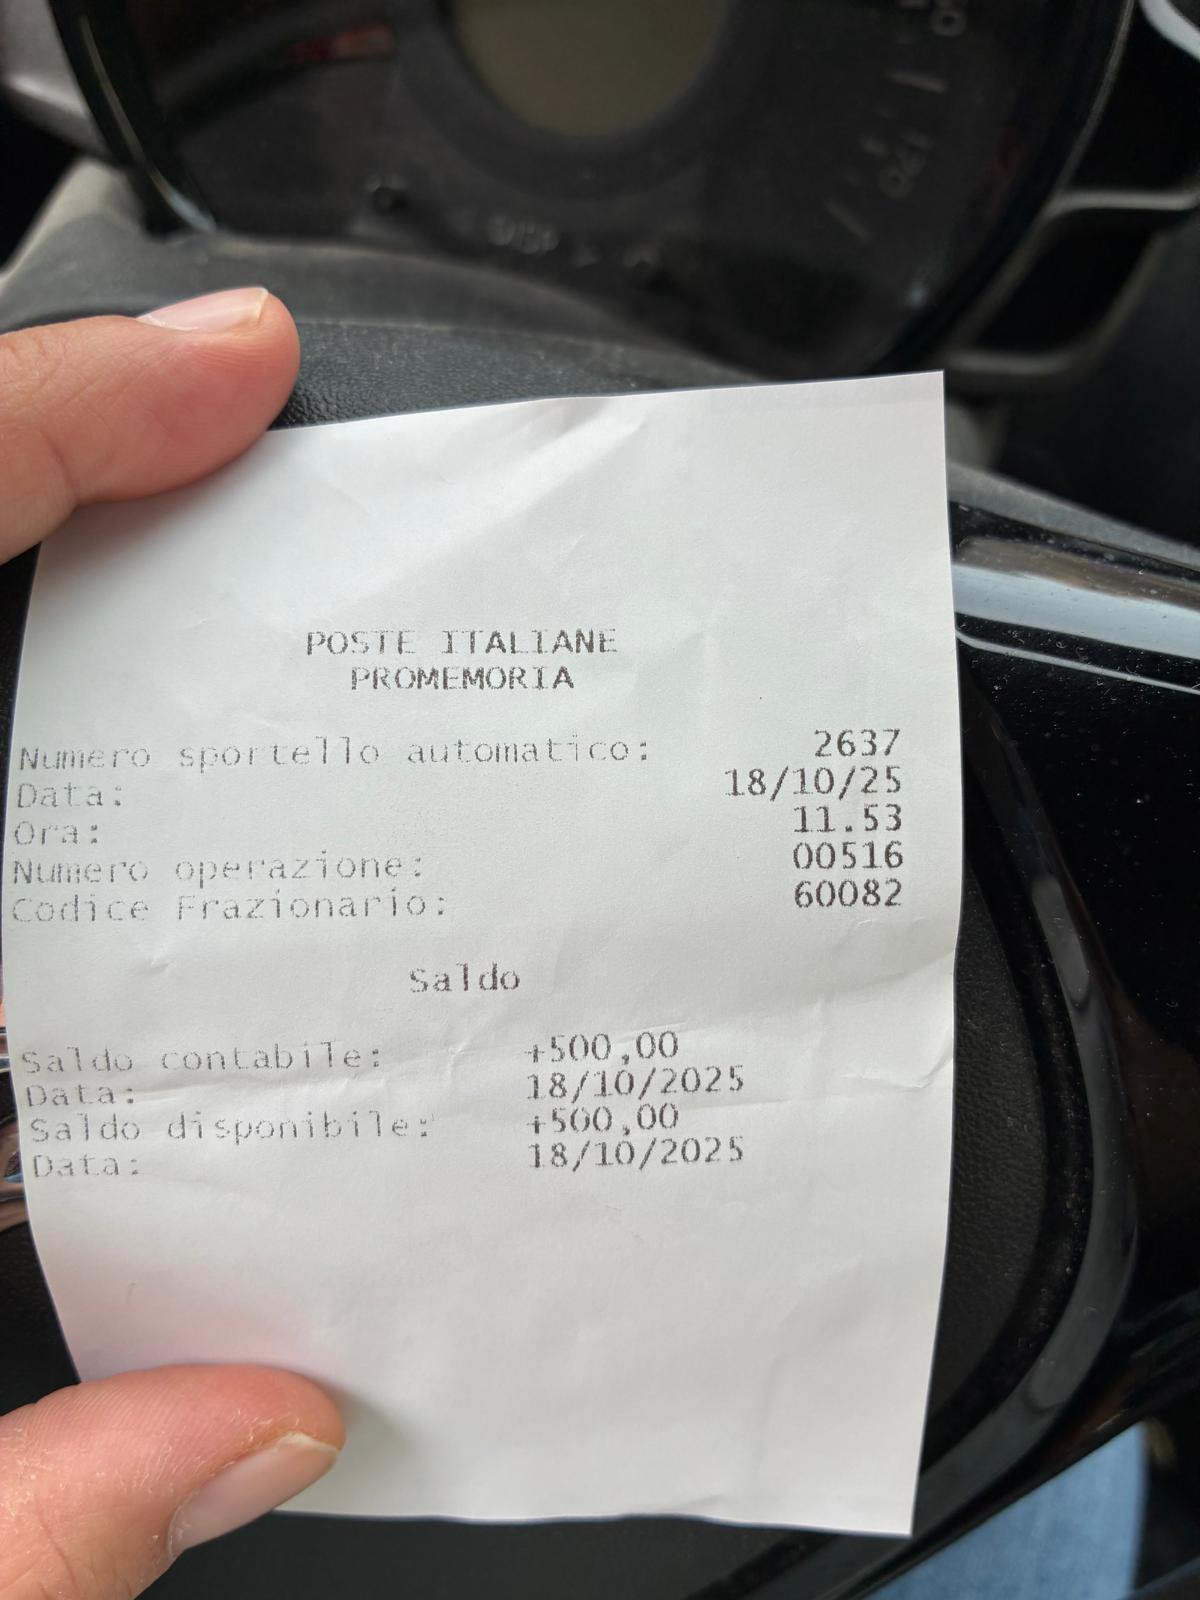 POSTE ITALIANE
PROMEMORIA
Numero sportello automatico: 2637
Data: 18/10/25
Ora: 11.53
Numero operazione: 00516
Codice Frazionario: 60082
Saldo
Saldo contabile: +500,00
Data: 18/10/2025
Saldo disponibile: +500,00
Data: 18/10/2025